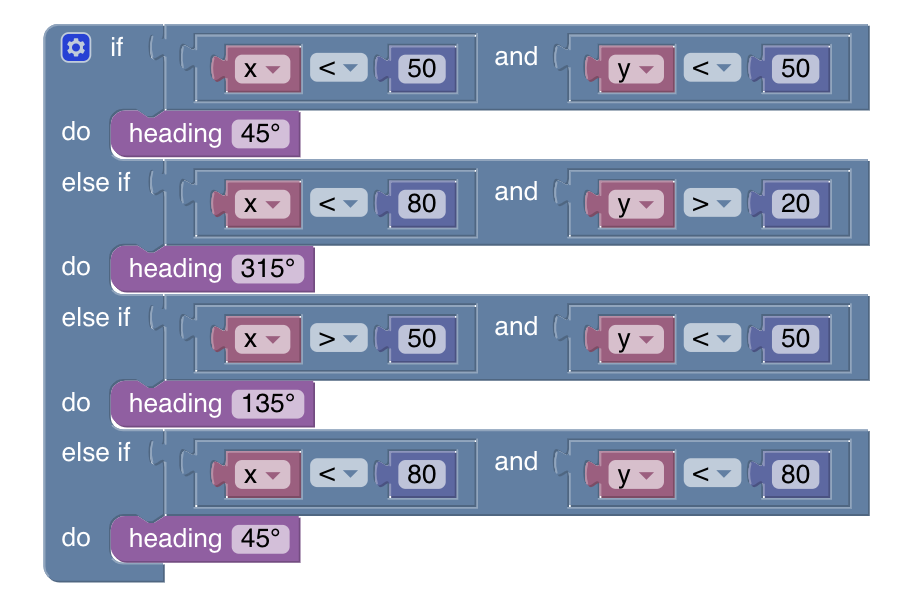 if x < 50 and y < 50
do heading 45°
else if x < 80 and y > 20
do heading 315°
else if x > 50 and y < 50
do heading 135°
else if x < 80 and y < 80
do heading 45°